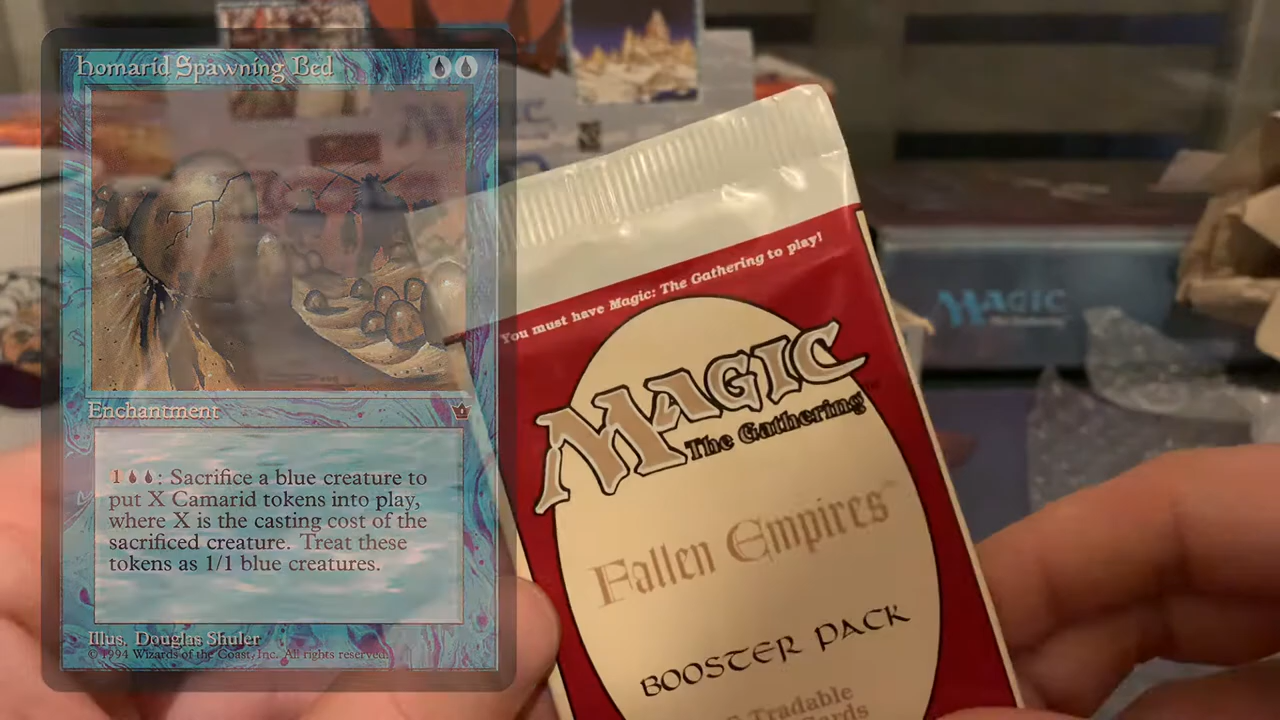 Homarid Spawning Bed
Enchantment
1: Sacrifice a blue creature to
put X Camarid tokens into play,
where X is the casting cost of the
sacrificed creature. Treat these
tokens as 1/1 blue creatures.
Illus. Douglas Shuler
© 1994 Wizards of the Coast, Inc. All rights reserved.
You must have Magic: The Gathering to play!
MAGIC
The Gathering
Fallen Empires™
BOOSTER PACK
Tradable
Cards
MAGIC